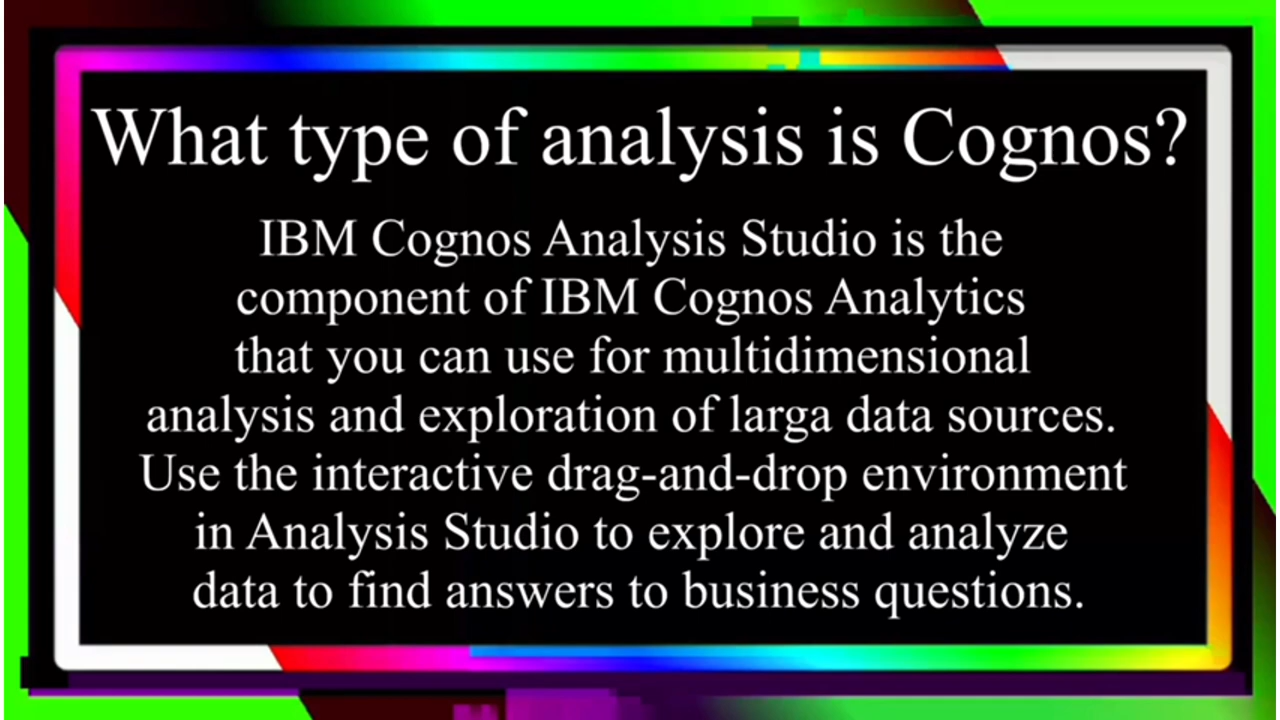 What type of analysis is Cognos?
IBM Cognos Analysis Studio is the
component of IBM Cognos Analytics
that you can use for multidimensional
analysis and exploration of larga data sources.
Use the interactive drag-and-drop environment
in Analysis Studio to explore and analyze
data to find answers to business questions.